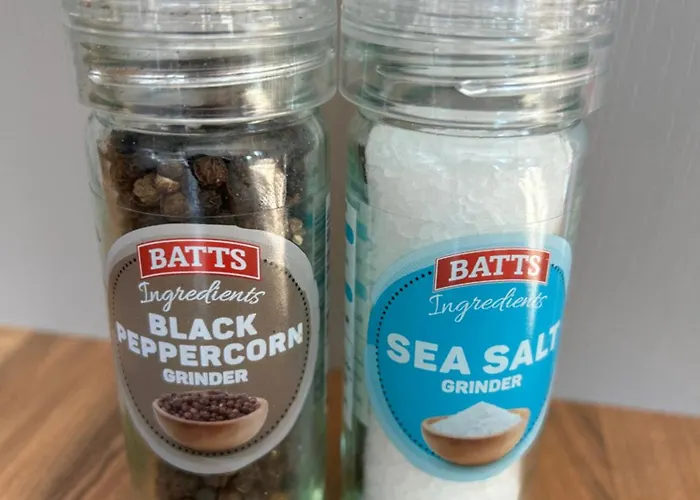 BATTS
Ingredients
BLACK
PEPPERCORN
GRINDER
BATTS
Ingredients
SEA SALT
GRINDER